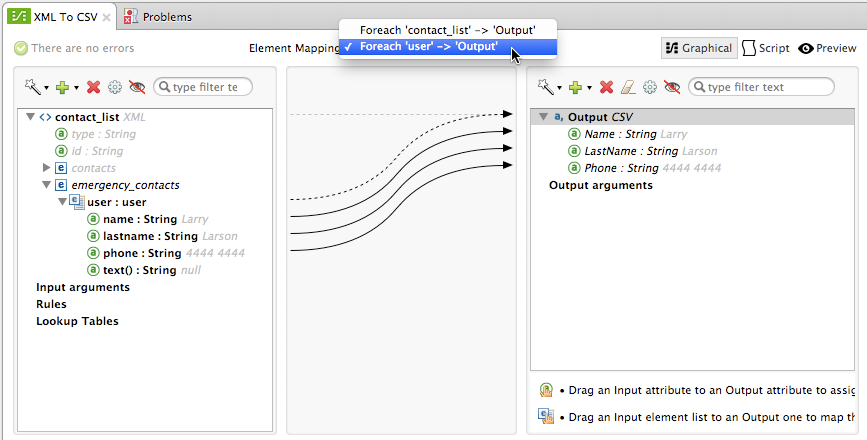 XML To CSV
Problems
There are no errors
Element Mapping
Foreach 'contact_list' -> 'Output'
✓ Foreach 'user' -> 'Output'
Graphical
Script
Preview
type filter te
type filter text
contact_list XML
type : String
id : String
contacts
emergency_contacts
user : user
name : String Larry
lastname : String Larson
phone : String 4444 4444
text() : String null
Input arguments
Rules
Lookup Tables
Output CSV
Name : String Larry
LastName : String Larson
Phone : String 4444 4444
Output arguments
• Drag an Input attribute to an Output attribute to assig
• Drag an Input element list to an Output one to map th